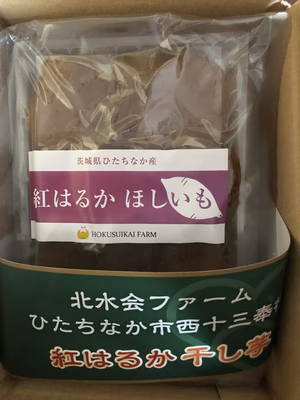 茨城県ひたちなか産
紅はるか ほしいも
HOKUSUIKAI FARM
北水会ファーム
ひたちなか市西十三奉行
紅はるか 干し芋